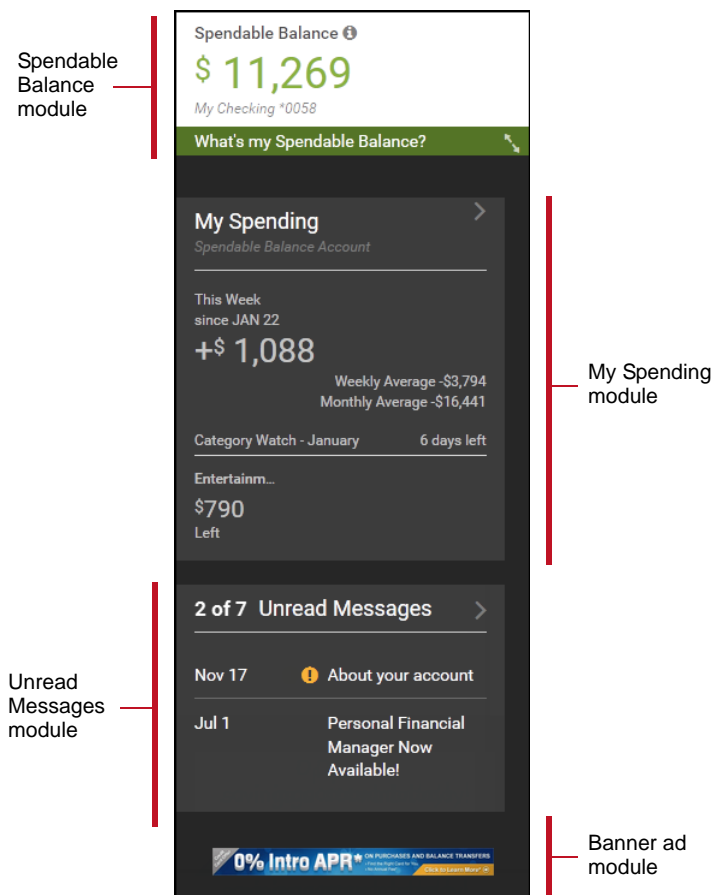 Spendable Balance
$ 11,269
My Checking *0058
What's my Spendable Balance?
Spendable
Balance
module
My Spending
Spendable Balance Account
This Week
since JAN 22
+$ 1,088
Weekly Average -$3,794
Monthly Average -$16,441
Category Watch - January 6 days left
Entertainm...
$790
Left
My Spending
module
2 of 7 Unread Messages
Nov 17 About your account
Jul 1 Personal Financial
Manager Now
Available!
Unread
Messages
module
0% Intro APR* ON PURCHASES AND BALANCE TRANSFERS
Click to Learn More!
Banner ad
module